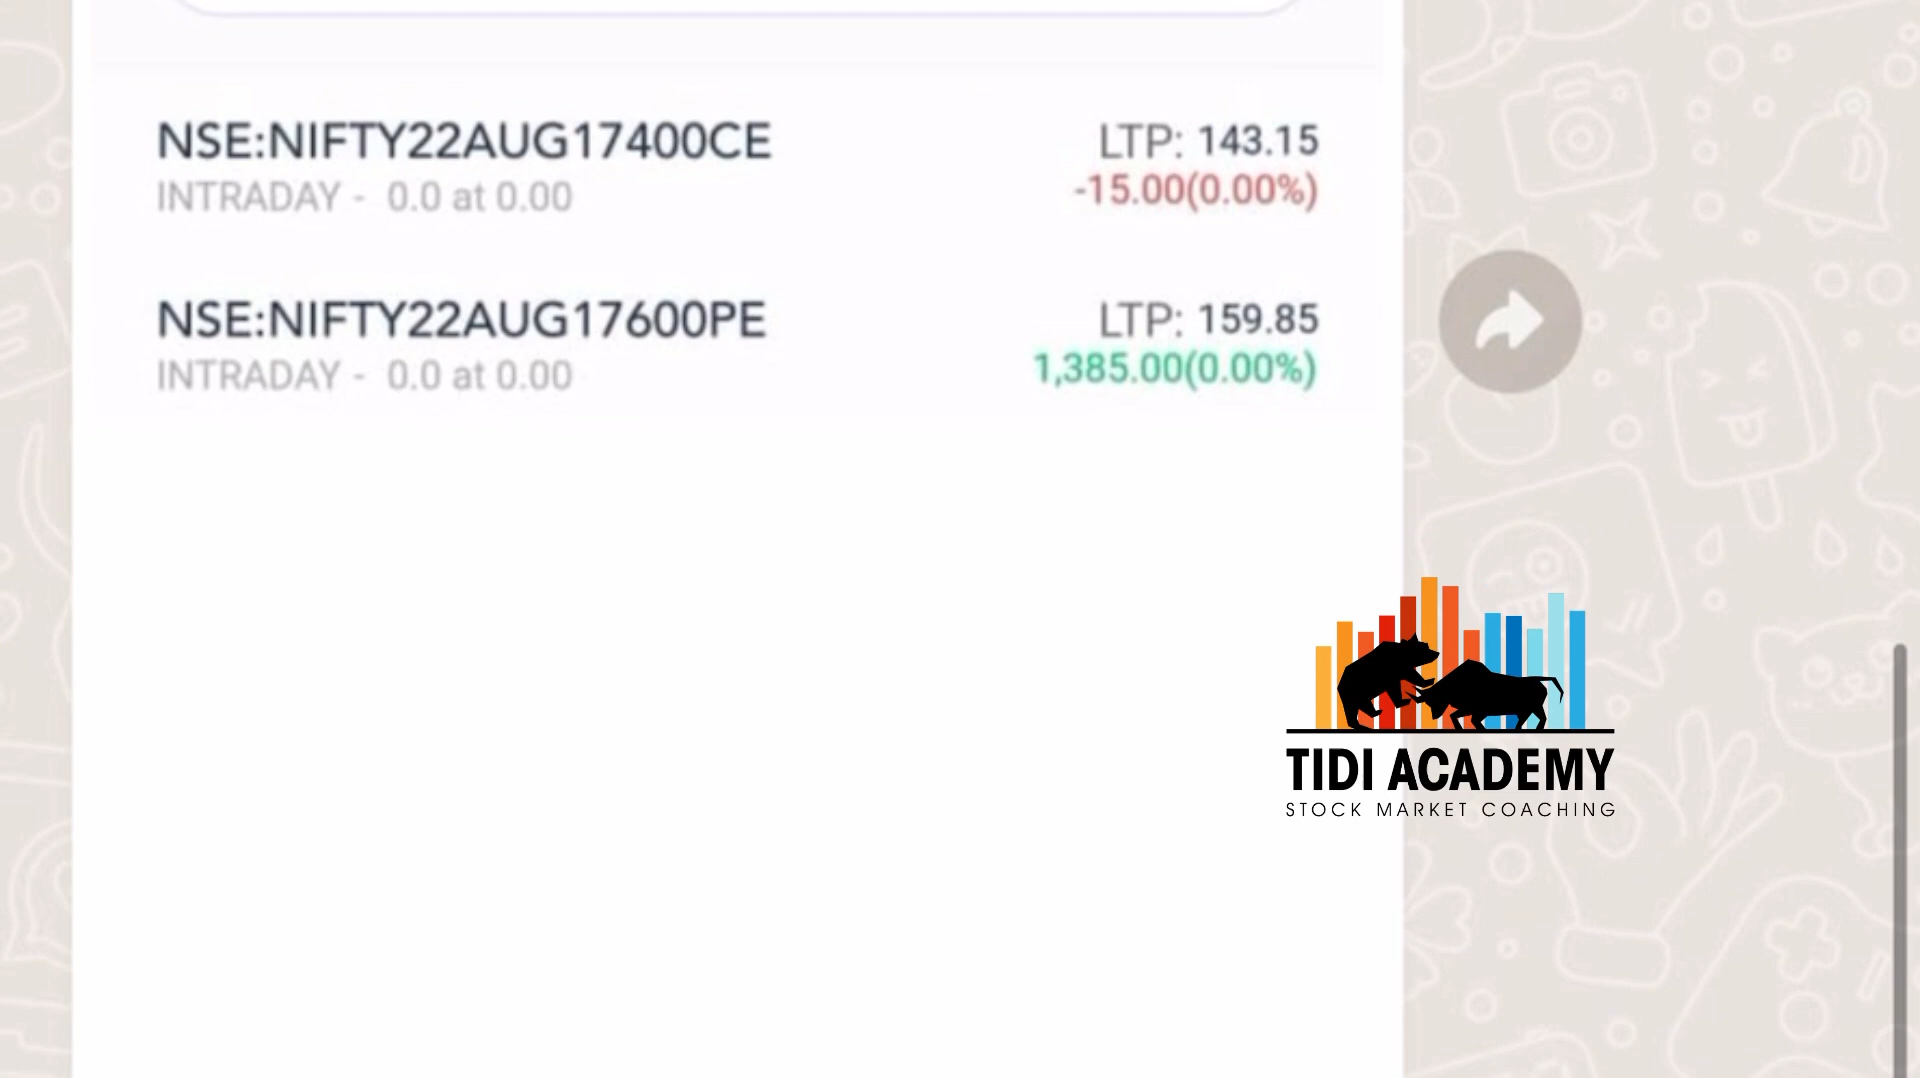 NSE:NIFTY22AUG17400CE
LTP: 143.15
INTRADAY - 0.0 at 0.00
-15.00(0.00%)
NSE:NIFTY22AUG17600PE
LTP: 159.85
INTRADAY - 0.0 at 0.00
1,385.00(0.00%)
TIDI ACADEMY
STOCK MARKET COACHING